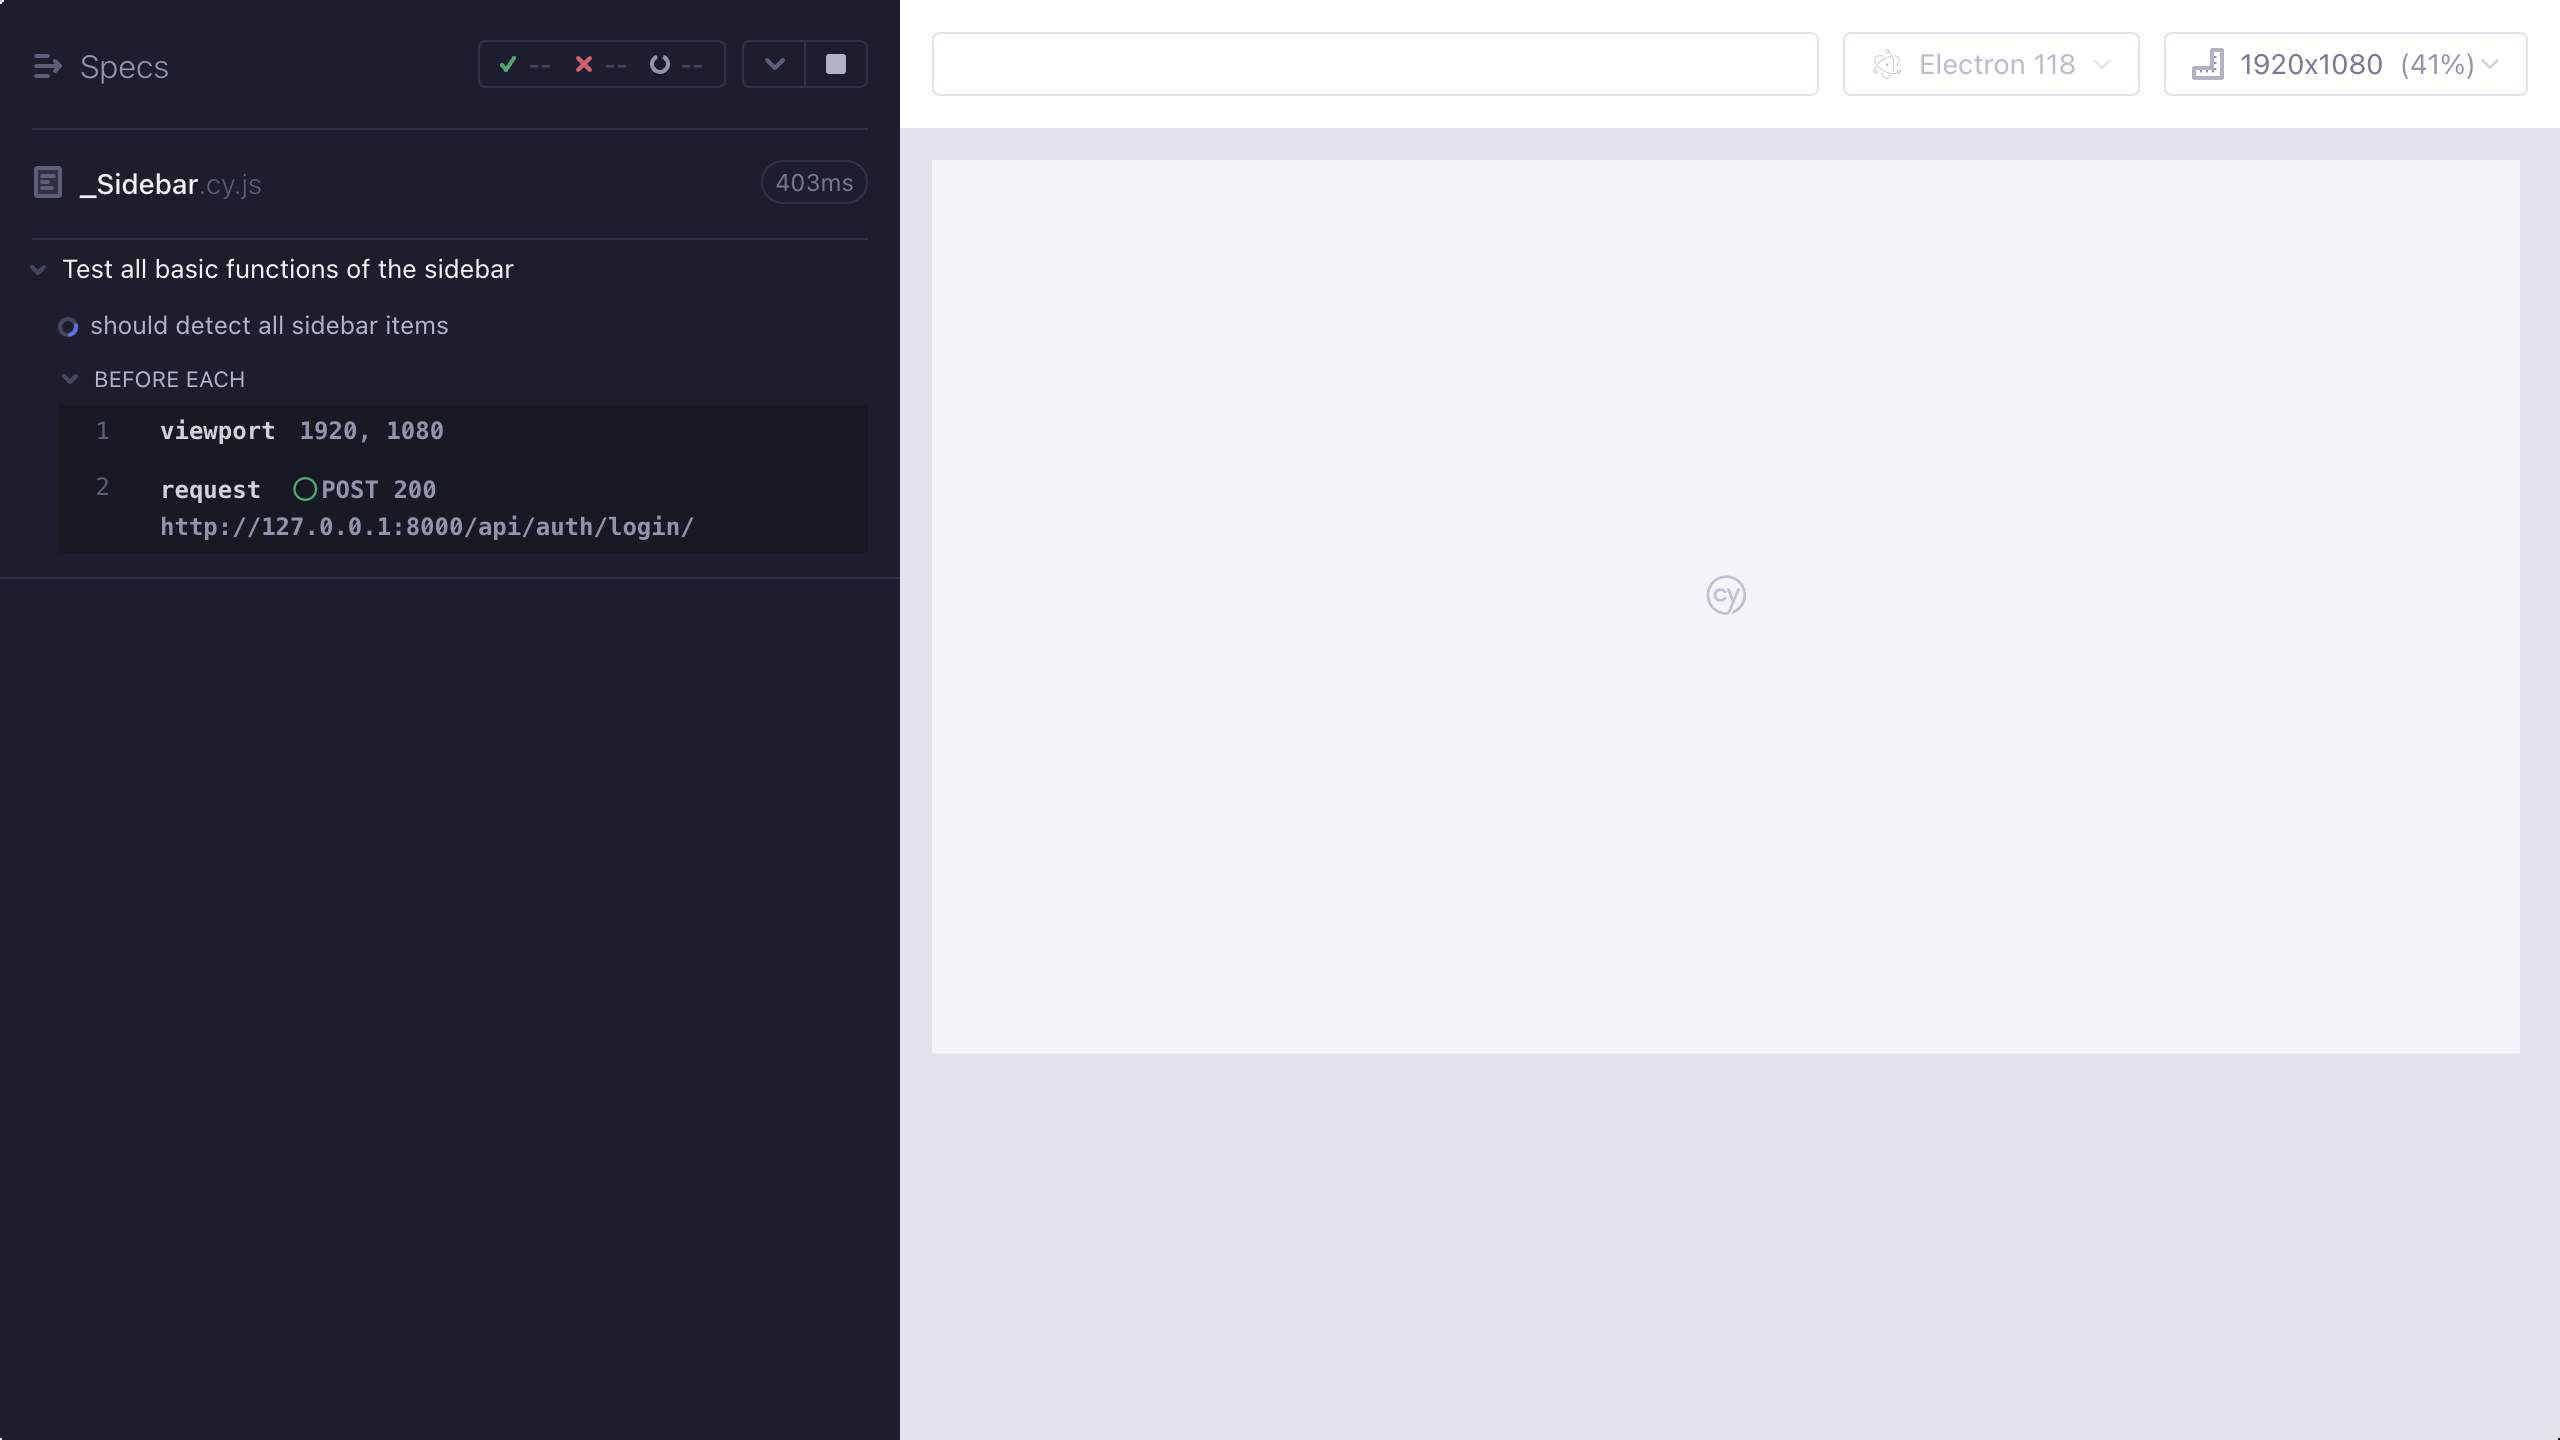 Specs
-- -- --
_Sidebar.cy.js
403ms
Test all basic functions of the sidebar
should detect all sidebar items
BEFORE EACH
1 viewport 1920, 1080
2 request POST 200
http://127.0.0.1:8000/api/auth/login/
Electron 118
1920x1080 (41%)
cy